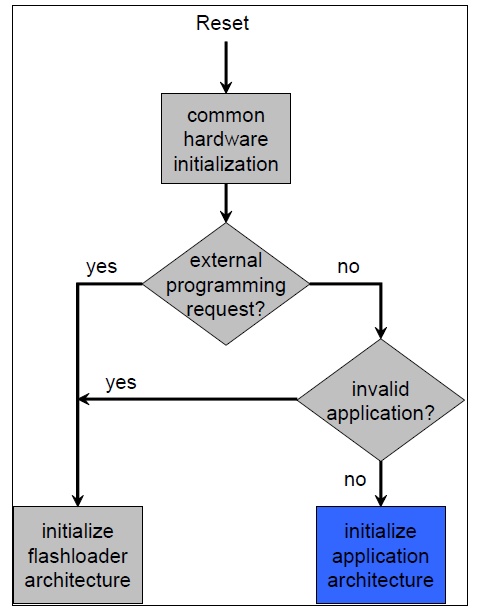 Reset
common
hardware
initialization
external
programming
request?
yes
no
invalid
application?
yes
no
initialize
flashloader
architecture
initialize
application
architecture